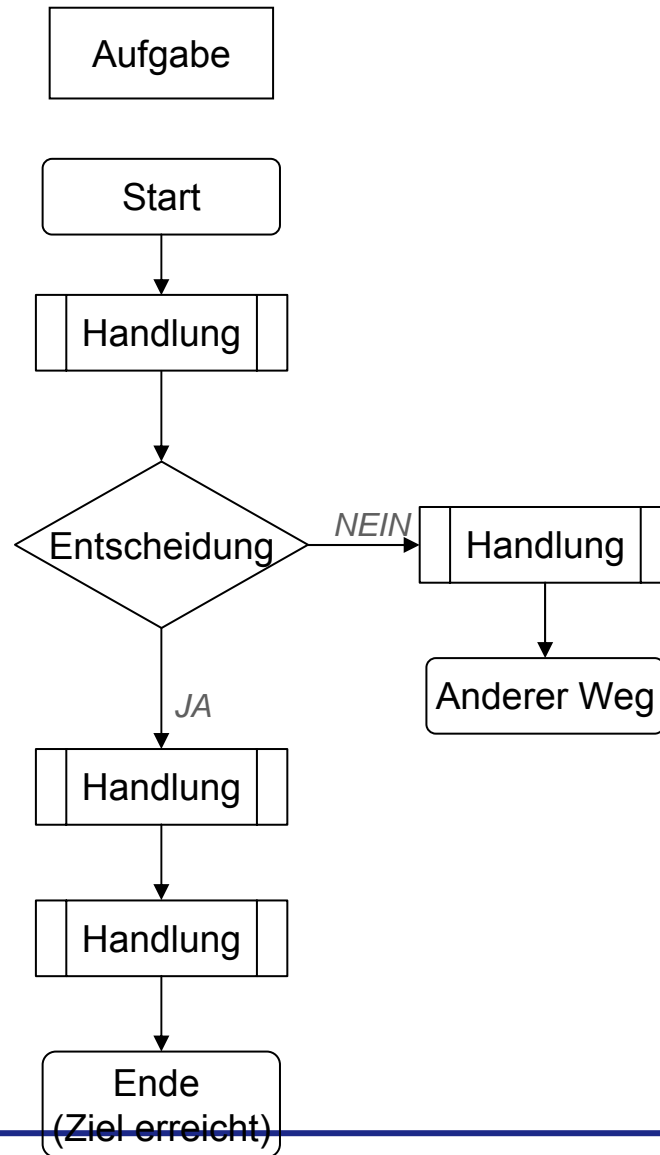 Aufgabe
Start
Handlung
Entscheidung
NEIN
Handlung
Anderer Weg
JA
Handlung
Handlung
Ende
(Ziel erreicht)